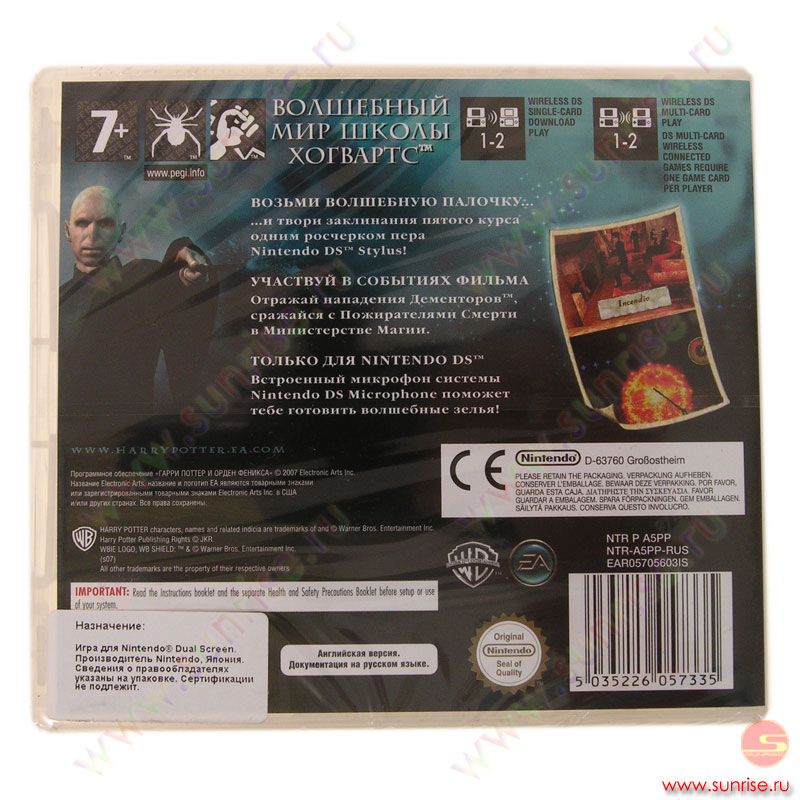 7+
™
™
™
www.pegi.info
ВОЛШЕБНЫЙ
МИР ШКОЛЫ
ХОГВАРТС™
1-2
WIRELESS DS
SINGLE-CARD
DOWNLOAD
PLAY
1-2
WIRELESS DS
MULTI-CARD
PLAY
DS MULTI-CARD
WIRELESS
CONNECTED
GAMES REQUIRE
ONE GAME CARD
PER PLAYER
ВОЗЬМИ ВОЛШЕБНУЮ ПАЛОЧКУ...
...и твори заклинания пятого курса
одним росчерком пера
Nintendo DS™ Stylus!
УЧАСТВУЙ В СОБЫТИЯХ ФИЛЬМА
Отражай нападения Дементоров™,
сражайся с Пожирателями Смерти
в Министерстве Магии.
ТОЛЬКО ДЛЯ NINTENDO DS™
Встроенный микрофон системы
Nintendo DS Microphone поможет
тебе готовить волшебные зелья!
Incendio
WWW.HARRYPOTTER.EA.COM
Программное обеспечение «ГАРРИ ПОТТЕР И ОРДЕН ФЕНИКСА» © 2007 Electronic Arts Inc.
Название Electronic Arts, название и логотип EA являются товарными знаками
или зарегистрированными товарными знаками Electronic Arts Inc. в США
и/или других странах. Все права сохранены.
WB
HARRY POTTER characters, names and related indicia are trademarks of and © Warner Bros. Entertainment Inc.
Harry Potter Publishing Rights © JKR.
WBIE LOGO, WB SHIELD: ™ & © Warner Bros. Entertainment Inc.
(s07)
All other trademarks are the property of their respective owners
CE
Nintendo D-63760 Großostheim
PLEASE RETAIN THE PACKAGING. VERPACKUNG AUFHEBEN.
CONSERVER L'EMBALLAGE. BEWAAR DEZE VERPAKKING. POR FAVOR,
GUARDA ESTA CAJA. ΔΙΑΤΗΡΗΣΤΕ ΤΗΝ ΣΥΣΚΕΥΑΣΙΑ. FAVOR
GUARDAR A EMBALAGEM. SPARA FÖRPACKNINGEN. GEM EMBALLAGEN.
SÄILYTÄ PAKKAUS. CONSERVA QUESTO INVOLUCRO.
WB
EA
NTR P A5PP
NTR-A5PP-RUS
EAR05705603IS
IMPORTANT: Read the Instructions booklet and the separate Health and Safety Precautions Booklet before setup or use
of your system.
Назначение:
Игра для Nintendo® Dual Screen.
Производитель Nintendo, Япония.
Сведения о правообладателях
указаны на упаковке. Сертификации
не подлежит.
Английская версия.
Документация на русском языке.
Original
Nintendo
Seal of
Quality
5 035226 057335
www.sunrise.ru
www.sunrise.ru